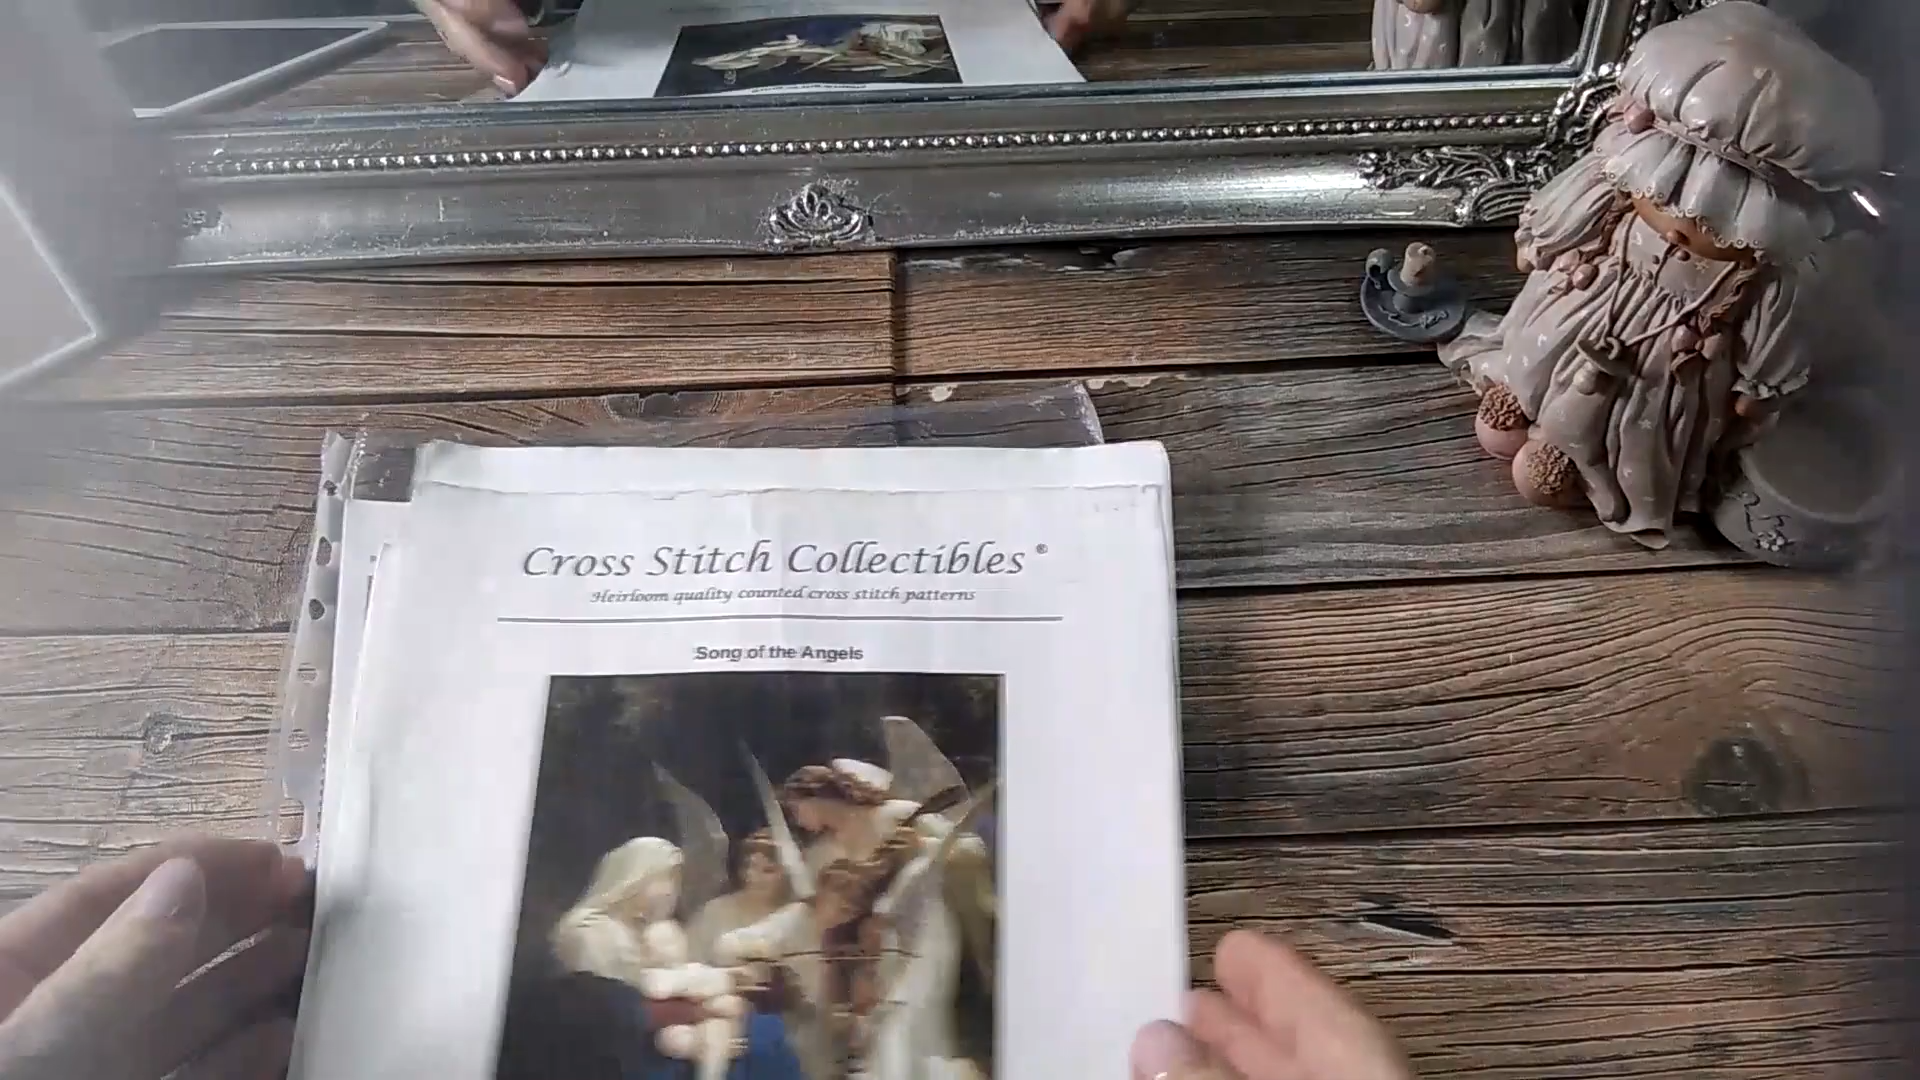 Cross Stitch Collectibles®
Heirloom quality counted cross stitch patterns
Song of the Angels